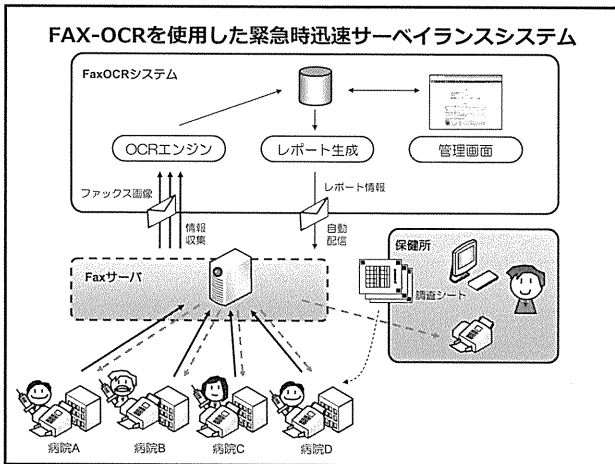 FAX-OCRを使用した緊急時迅速サーベイランスシステム
FaxOCRシステム
OCRエンジン
レポート生成
管理画面
ファックス画像
レポート情報
情報
収集
自動
配信
保健所
Faxサーバ
調査シート
病院A
病院B
病院C
病院D